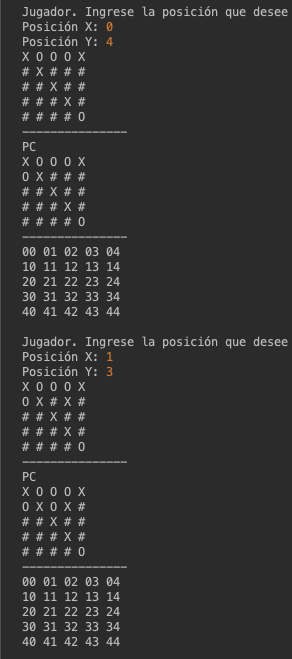 Jugador. Ingrese la posición que desee
Posición X: 0
Posición Y: 4
X O O O X
# X # # #
# # X # #
# # # X #
# # # # O
---------------
PC
X O O O X
O X # # #
# # X # #
# # # X #
# # # # O
---------------
00 01 02 03 04
10 11 12 13 14
20 21 22 23 24
30 31 32 33 34
40 41 42 43 44
Jugador. Ingrese la posición que desee
Posición X: 1
Posición Y: 3
X O O O X
O X # X #
# # X # #
# # # X #
# # # # O
---------------
PC
X O O O X
O X O X #
# # X # #
# # # X #
# # # # O
---------------
00 01 02 03 04
10 11 12 13 14
20 21 22 23 24
30 31 32 33 34
40 41 42 43 44